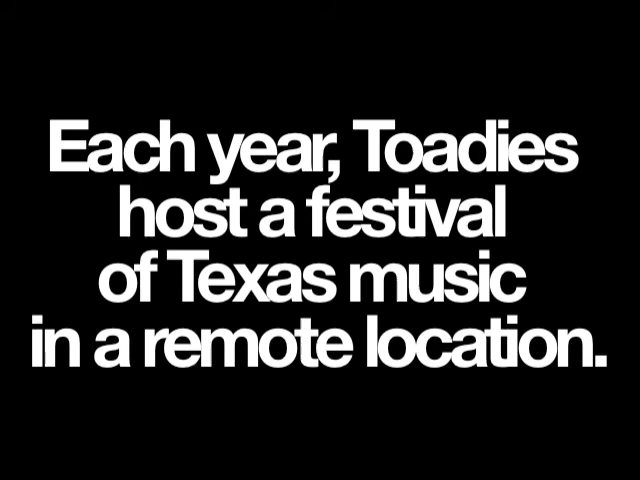 Each year, Toadies
host a festival
of Texas music
in a remote location.